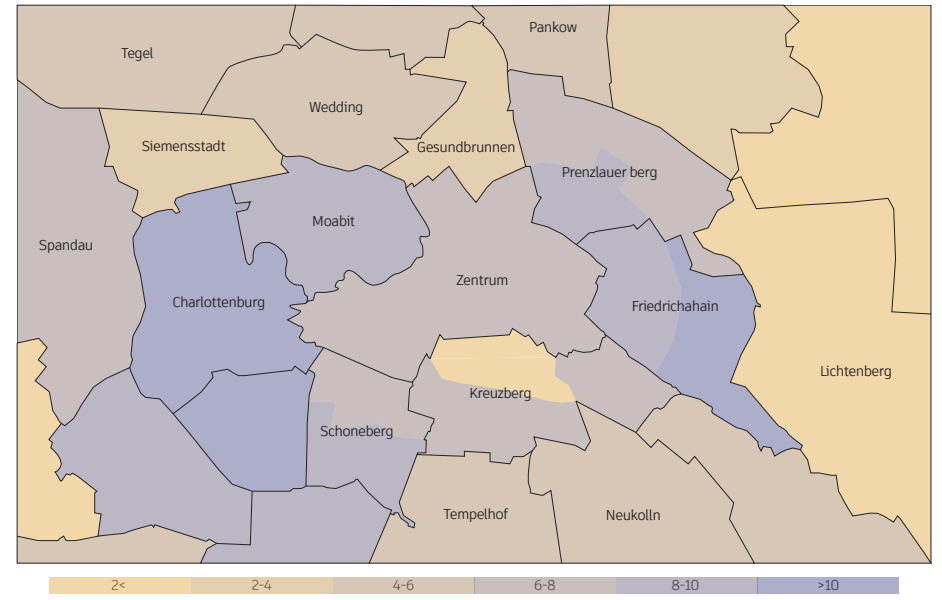 Pankow
Tegel
Wedding
Siemensstadt
Gesundbrunnen
Prenzlauer berg
Moabit
Spandau
Zentrum
Charlottenburg
Friedrichahain
Lichtenberg
Kreuzberg
Schoneberg
Tempelhof
Neukolln
2< 2-4 4-6 6-8 8-10 >10